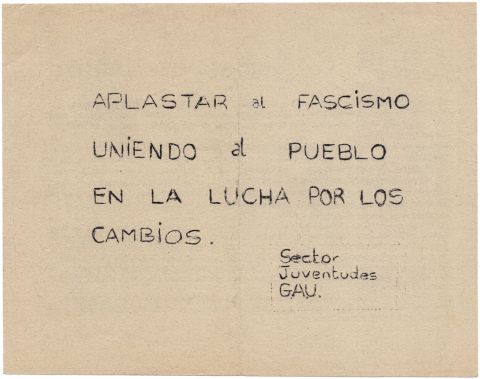 APLASTAR al FASCiSMO
UNiENDO al PUEBLO
EN LA LUCHA POR LOS
CAMBiOS.
Sector
Juventudes
GAU.